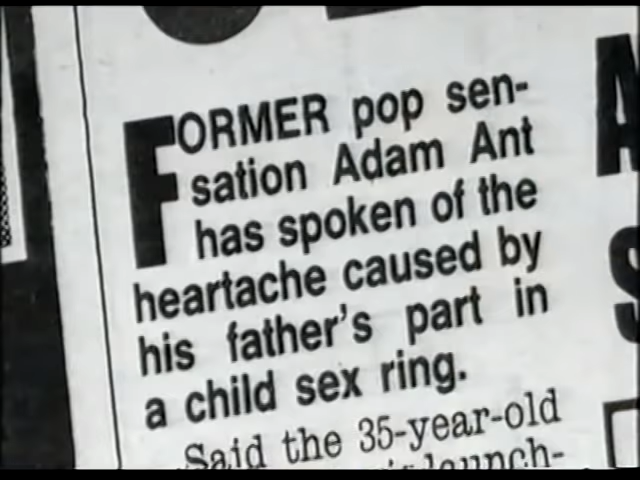 FORMER pop sen-
sation Adam Ant
has spoken of the
heartache caused by
his father's part in
a child sex ring.
Said the 35-year-old